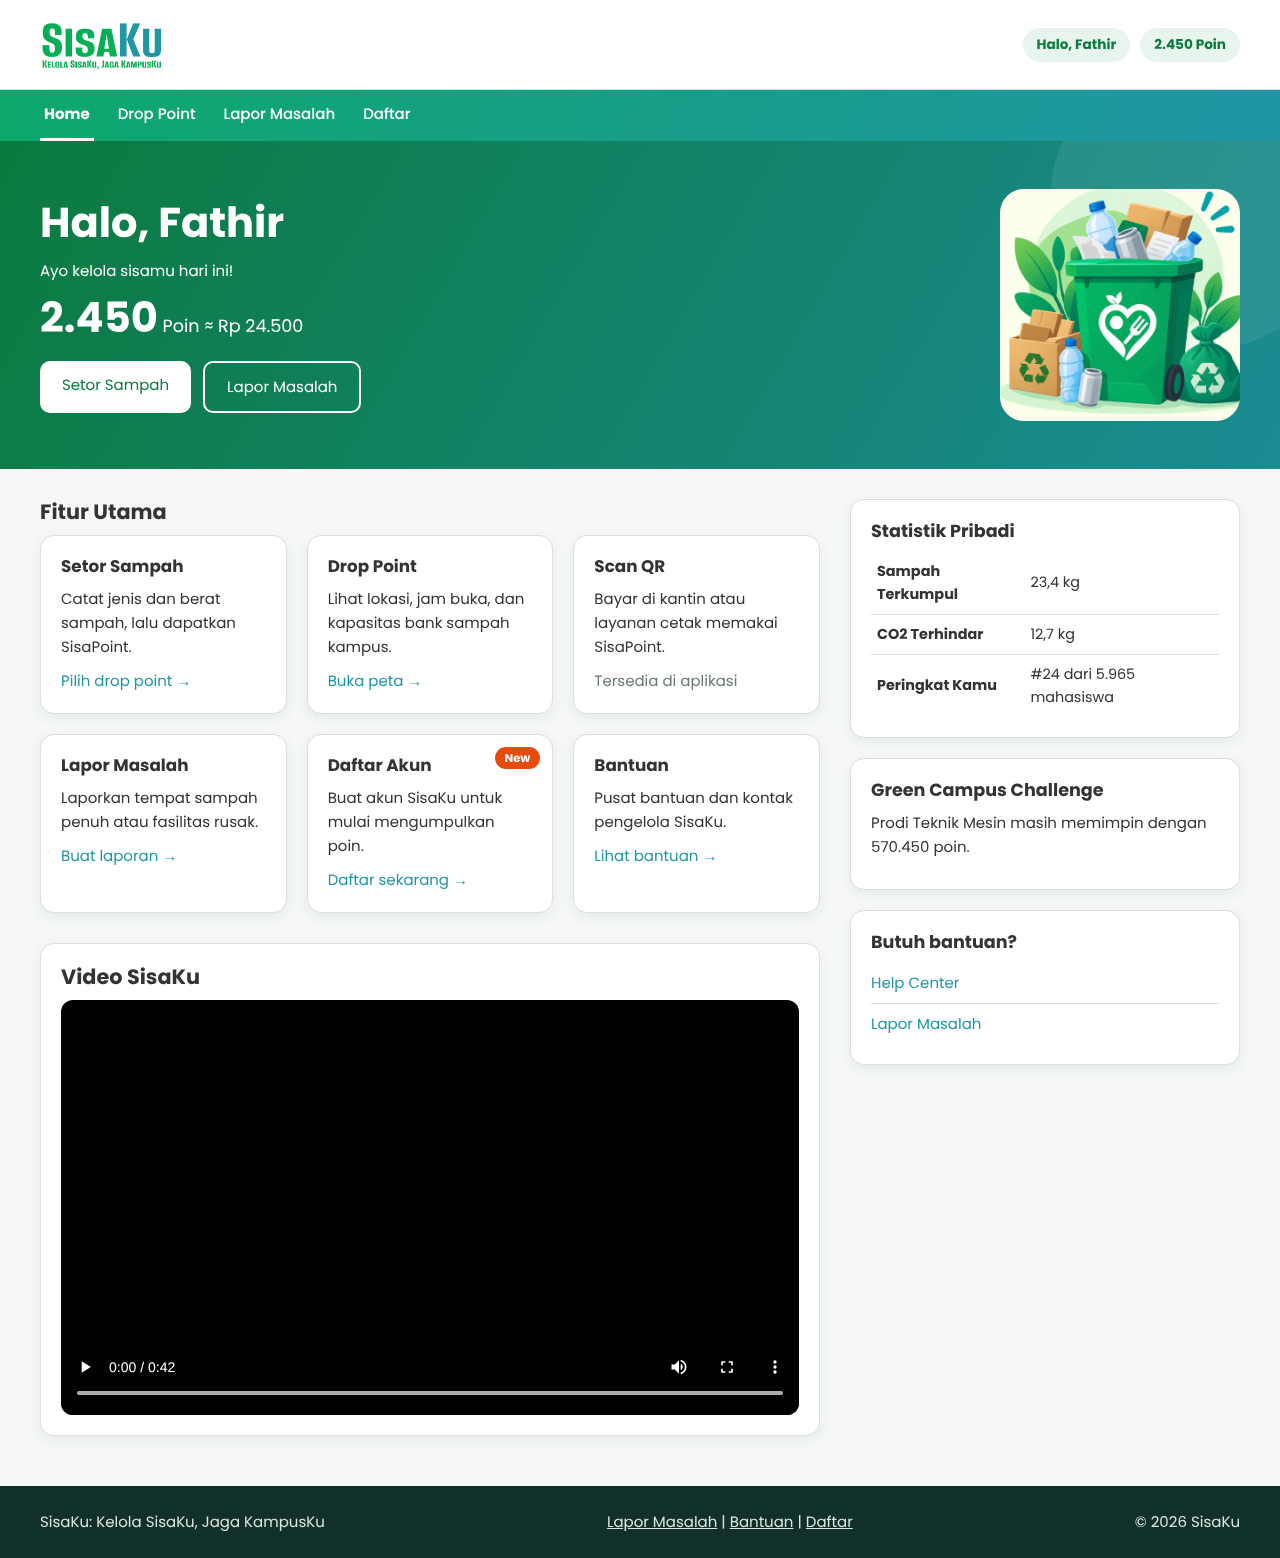 SisaKu
Kelola SisaKu, Jaga KampusKu
Halo, Fathir
2.450 Poin
Home
Drop Point
Lapor Masalah
Daftar
Halo, Fathir
Ayo kelola sisamu hari ini!
2.450 Poin ≈ Rp 24.500
Setor Sampah
Lapor Masalah
Fitur Utama
Setor Sampah
Catat jenis dan berat
sampah, lalu dapatkan
SisaPoint.
Pilih drop point →
Drop Point
Lihat lokasi, jam buka, dan
kapasitas bank sampah
kampus.
Buka peta →
Scan QR
Bayar di kantin atau
layanan cetak memakai
SisaPoint.
Tersedia di aplikasi
Lapor Masalah
Laporkan tempat sampah
penuh atau fasilitas rusak.
Buat laporan →
Daftar Akun
New
Buat akun SisaKu untuk
mulai mengumpulkan
poin.
Daftar sekarang →
Bantuan
Pusat bantuan dan kontak
pengelola SisaKu.
Lihat bantuan →
Video SisaKu
0:00 / 0:42
Statistik Pribadi
Sampah
Terkumpul
23,4 kg
CO2 Terhindar
12,7 kg
Peringkat Kamu
#24 dari 5.965
mahasiswa
Green Campus Challenge
Prodi Teknik Mesin masih memimpin dengan
570.450 poin.
Butuh bantuan?
Help Center
Lapor Masalah
SisaKu: Kelola SisaKu, Jaga KampusKu
Lapor Masalah | Bantuan | Daftar
© 2026 SisaKu